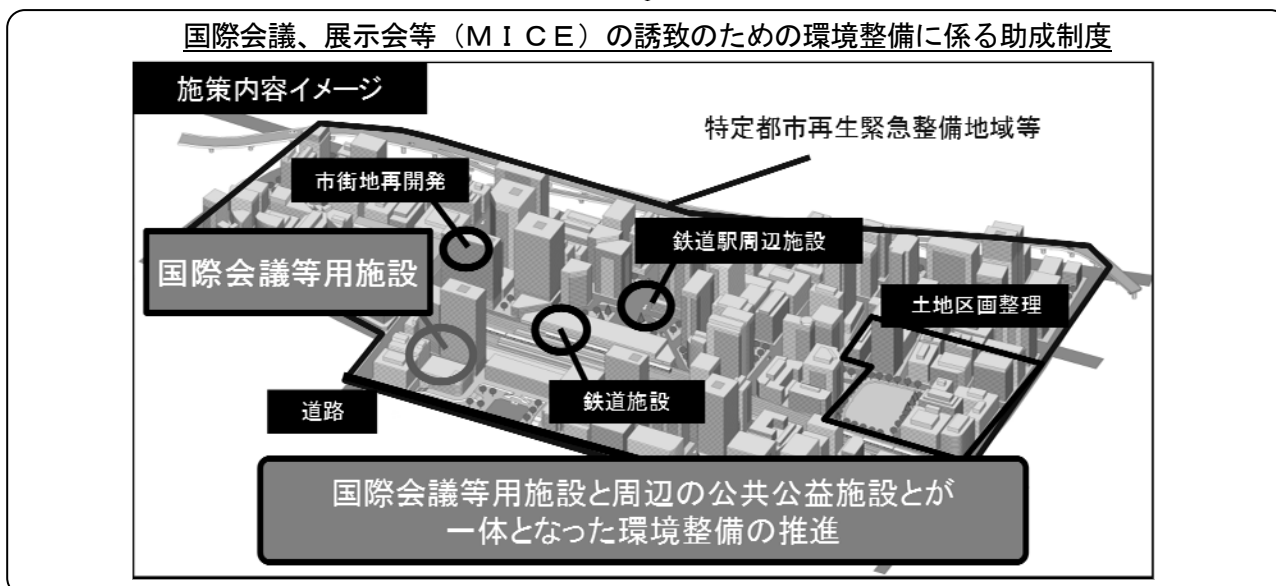 国際会議、展示会等（ＭＩＣＥ）の誘致のための環境整備に係る助成制度
施策内容イメージ
特定都市再生緊急整備地域等
市街地再開発
鉄道駅周辺施設
国際会議等用施設
土地区画整理
鉄道施設
道路
国際会議等用施設と周辺の公共公益施設とが
一体となった環境整備の推進